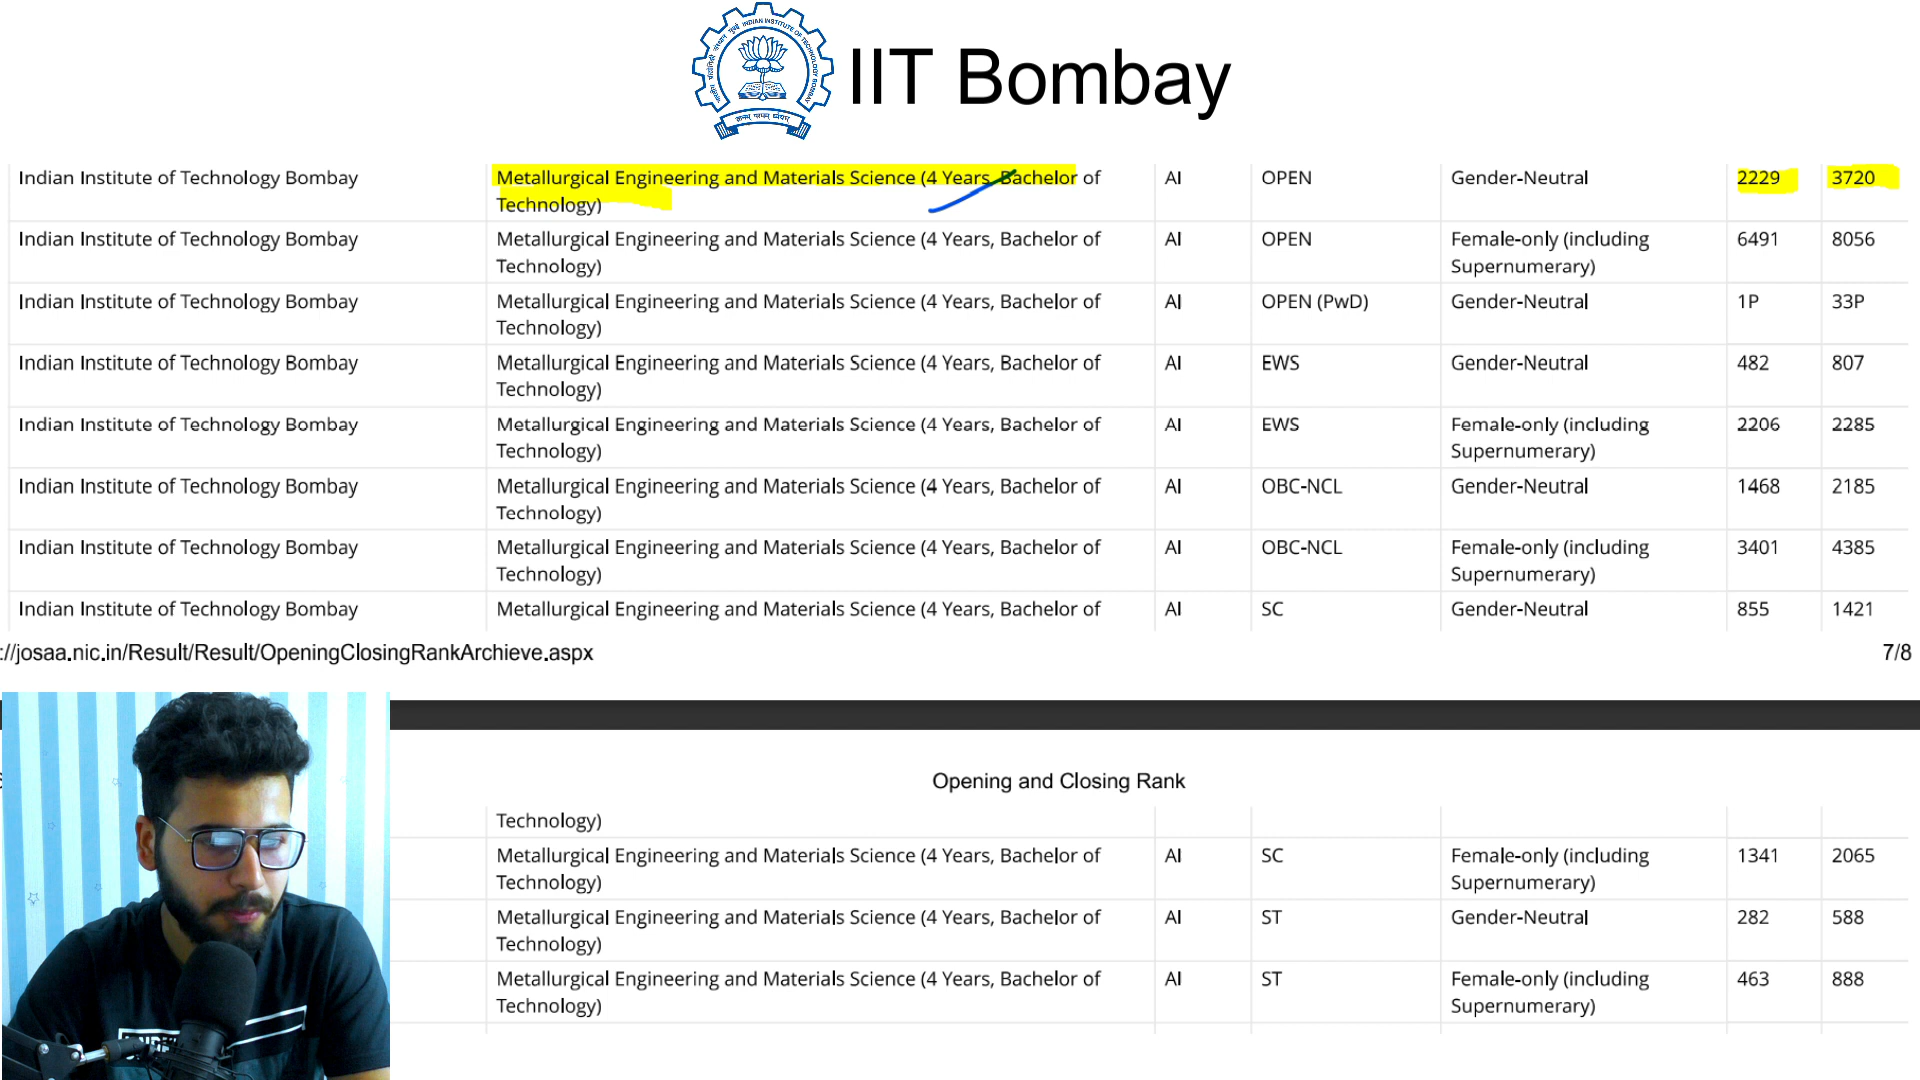 IIT Bombay
Indian Institute of Technology Bombay Metallurgical Engineering and Materials Science (4 Years, Bachelor of AI OPEN Gender-Neutral 2229 3720
Technology)
Indian Institute of Technology Bombay Metallurgical Engineering and Materials Science (4 Years, Bachelor of AI OPEN Female-only (including 6491 8056
Technology) Supernumerary)
Indian Institute of Technology Bombay Metallurgical Engineering and Materials Science (4 Years, Bachelor of AI OPEN (PwD) Gender-Neutral 1P 33P
Technology)
Indian Institute of Technology Bombay Metallurgical Engineering and Materials Science (4 Years, Bachelor of AI EWS Gender-Neutral 482 807
Technology)
Indian Institute of Technology Bombay Metallurgical Engineering and Materials Science (4 Years, Bachelor of AI EWS Female-only (including 2206 2285
Technology) Supernumerary)
Indian Institute of Technology Bombay Metallurgical Engineering and Materials Science (4 Years, Bachelor of AI OBC-NCL Gender-Neutral 1468 2185
Technology)
Indian Institute of Technology Bombay Metallurgical Engineering and Materials Science (4 Years, Bachelor of AI OBC-NCL Female-only (including 3401 4385
Technology) Supernumerary)
Indian Institute of Technology Bombay Metallurgical Engineering and Materials Science (4 Years, Bachelor of AI SC Gender-Neutral 855 1421
://josaa.nic.in/Result/Result/OpeningClosingRankArchieve.aspx 7/8
Opening and Closing Rank
Technology)
Metallurgical Engineering and Materials Science (4 Years, Bachelor of AI SC Female-only (including 1341 2065
Technology) Supernumerary)
Metallurgical Engineering and Materials Science (4 Years, Bachelor of AI ST Gender-Neutral 282 588
Technology)
Metallurgical Engineering and Materials Science (4 Years, Bachelor of AI ST Female-only (including 463 888
Technology) Supernumerary)